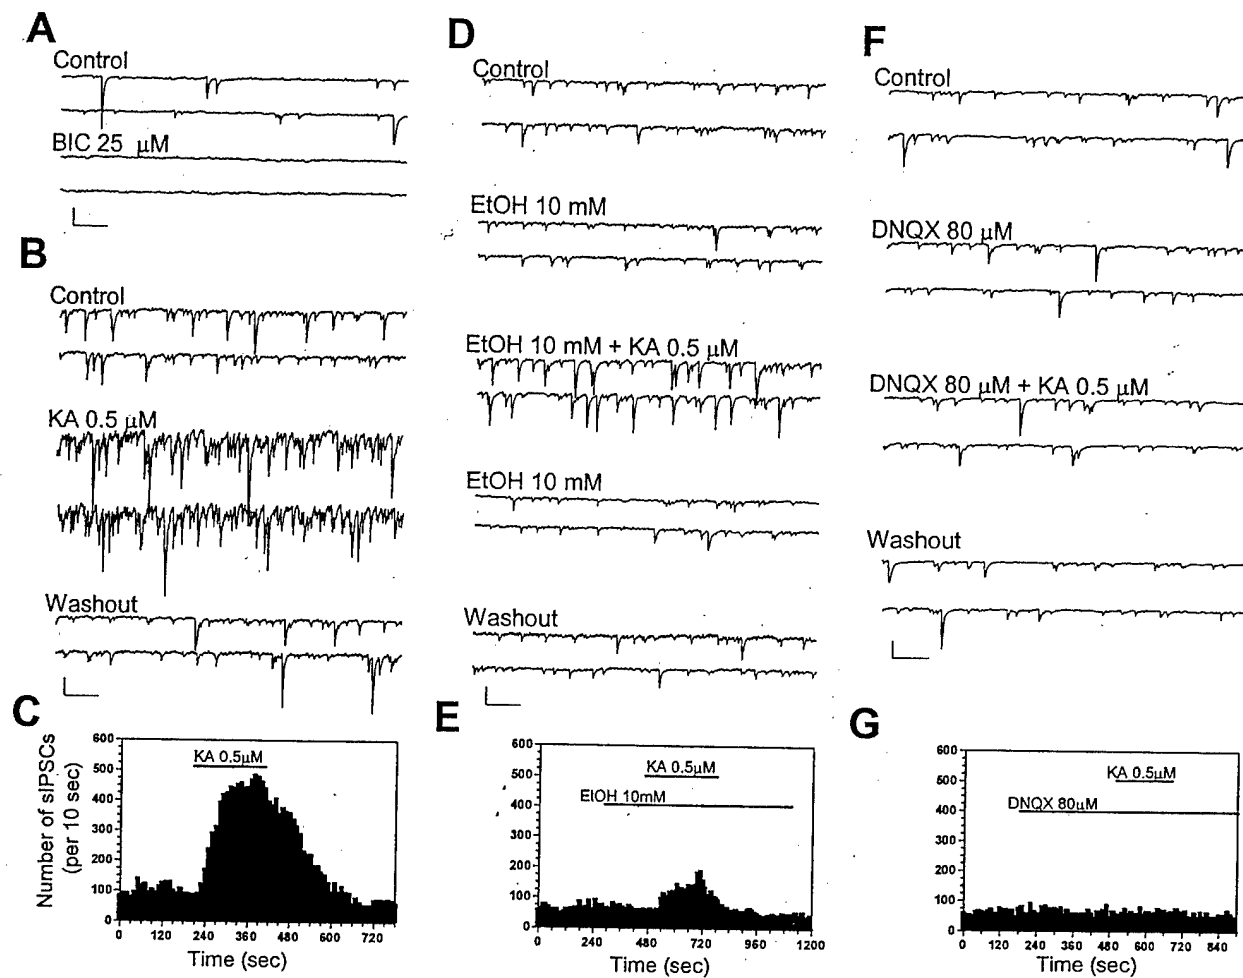 A
Control
BIC 25 µM
B
Control
KA 0.5 µM
Washout
C
Number of sIPSCs
(per 10 sec)
600
500
400
300
200
100
0
KA 0.5µM
0 120 240 360 480 600 720
Time (sec)
D
Control
EtOH 10 mM
EtOH 10 mM + KA 0.5 µM
EtOH 10 mM
Washout
E
600
500
400
300
200
100
0
KA 0.5µM
EtOH 10mM
0 240 480 720 960 1200
Time (sec)
F
Control
DNQX 80 µM
DNQX 80 µM + KA 0.5 µM
Washout
G
600
500
400
300
200
100
0
KA 0.5µM
DNQX 80µM
0 120 240 360 480 600 720 840
Time (sec)